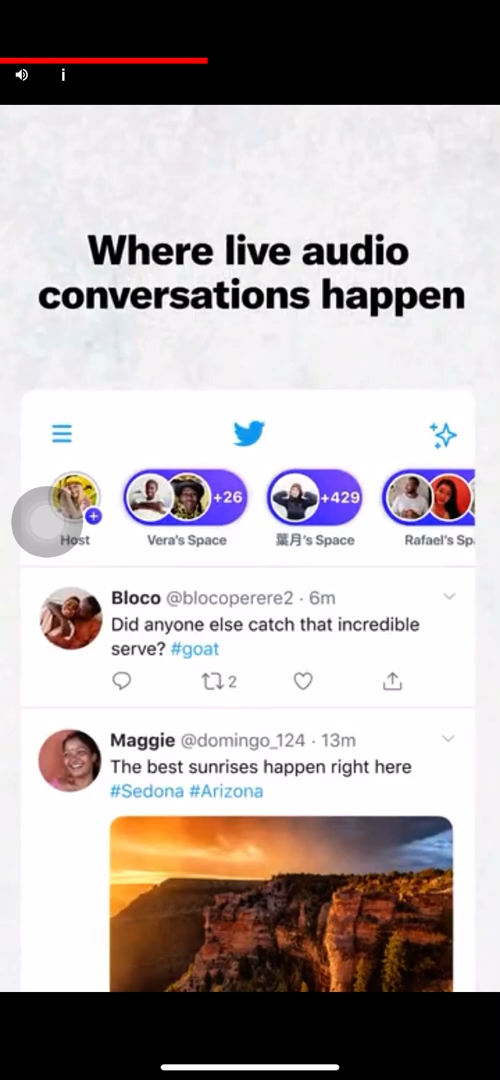 i
Where live audio
conversations happen
+26
+429
Host
Vera's Space
葉月's Space
Rafael's Sp
Bloco @blocoperere2 · 6m
Did anyone else catch that incredible
serve? #goat
2
Maggie @domingo_124 · 13m
The best sunrises happen right here
#Sedona #Arizona